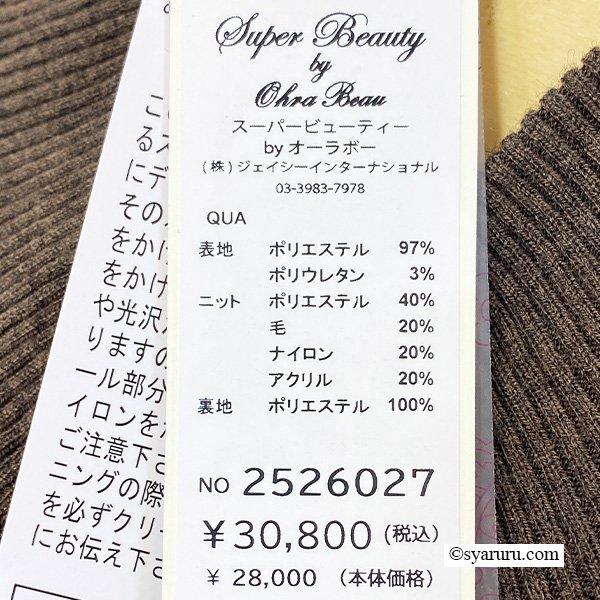 Super Beauty
by
Ohra Beau
スーパービューティー
by オーラボー
(株)ジェイシーインターナショナル
03-3983-7978
QUA
表地 ポリエステル 97%
ポリウレタン 3%
ニット ポリエステル 40%
毛 20%
ナイロン 20%
アクリル 20%
裏地 ポリエステル 100%
NO 2526027
¥30,800(税込)
¥ 28,000 (本体価格)
こ
る
にデ
その
をかけ
をかけ
や光沢
りますの
ール部分
イロンをか
ご注意下さ
ニングの際
を必ずクリー
にお伝え下さ
©syaruru.com